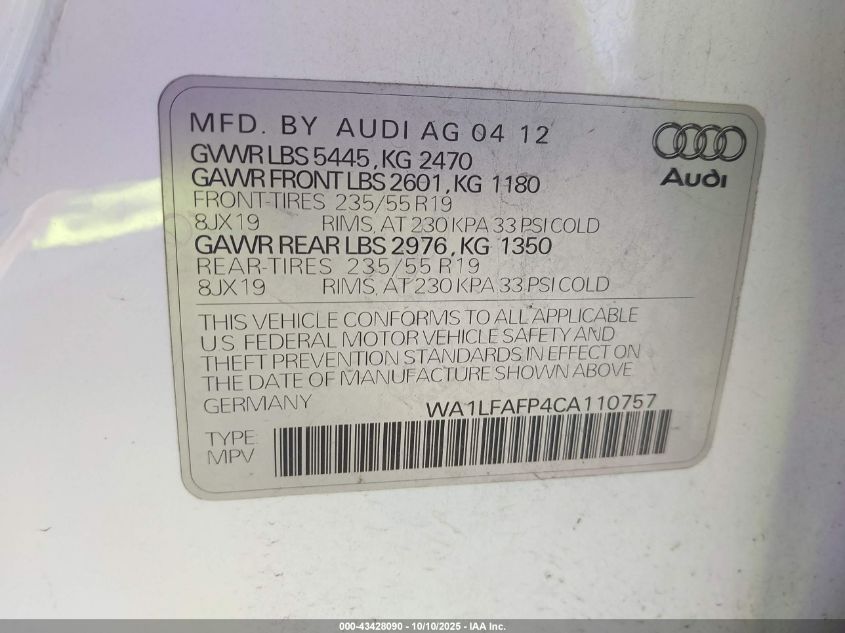 MFD. BY AUDI AG 04 12
GVWR LBS 5445, KG 2470
GAWR FRONT LBS 2601, KG 1180
FRONT-TIRES 235/55 R19
8JX19 RIMS, AT 230 KPA 33 PSI COLD
GAWR REAR LBS 2976, KG 1350
REAR-TIRES 235/55 R19
8JX19 RIMS, AT 230 KPA 33 PSI COLD
Audi
THIS VEHICLE CONFORMS TO ALL APPLICABLE
U.S. FEDERAL MOTOR VEHICLE SAFETY AND
THEFT PREVENTION STANDARDS IN EFFECT ON
THE DATE OF MANUFACTURE SHOWN ABOVE.
GERMANY WA1LFAFP4CA110757
TYPE:
MPV
000-43428090 - 10/10/2025 - IAA Inc.